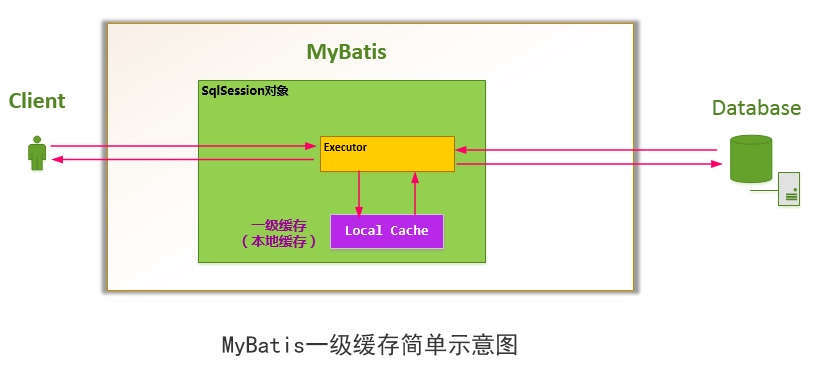 MyBatis
SqlSession对象
Client
Database
Executor
一级缓存
（本地缓存）
Local Cache
MyBatis一级缓存简单示意图